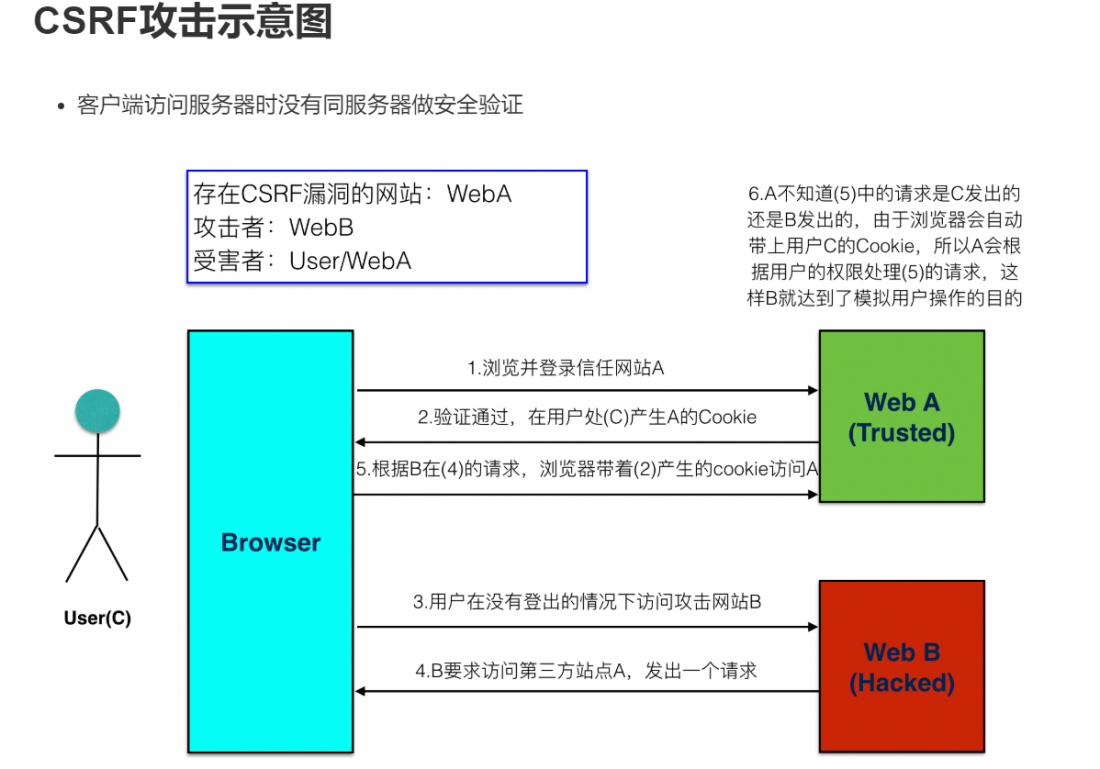 CSRF攻击示意图
客户端访问服务器时没有同服务器做安全验证
存在CSRF漏洞的网站：WebA
攻击者：WebB
受害者：User/WebA
6.A不知道(5)中的请求是C发出的
还是B发出的，由于浏览器会自动
带上用户C的Cookie，所以A会根
据用户的权限处理(5)的请求，这
样B就达到了模拟用户操作的目的
1.浏览并登录信任网站A
2.验证通过，在用户处(C)产生A的Cookie
5.根据B在(4)的请求，浏览器带着(2)产生的cookie访问A
Web A
(Trusted)
Browser
User(C)
3.用户在没有登出的情况下访问攻击网站B
4.B要求访问第三方站点A，发出一个请求
Web B
(Hacked)